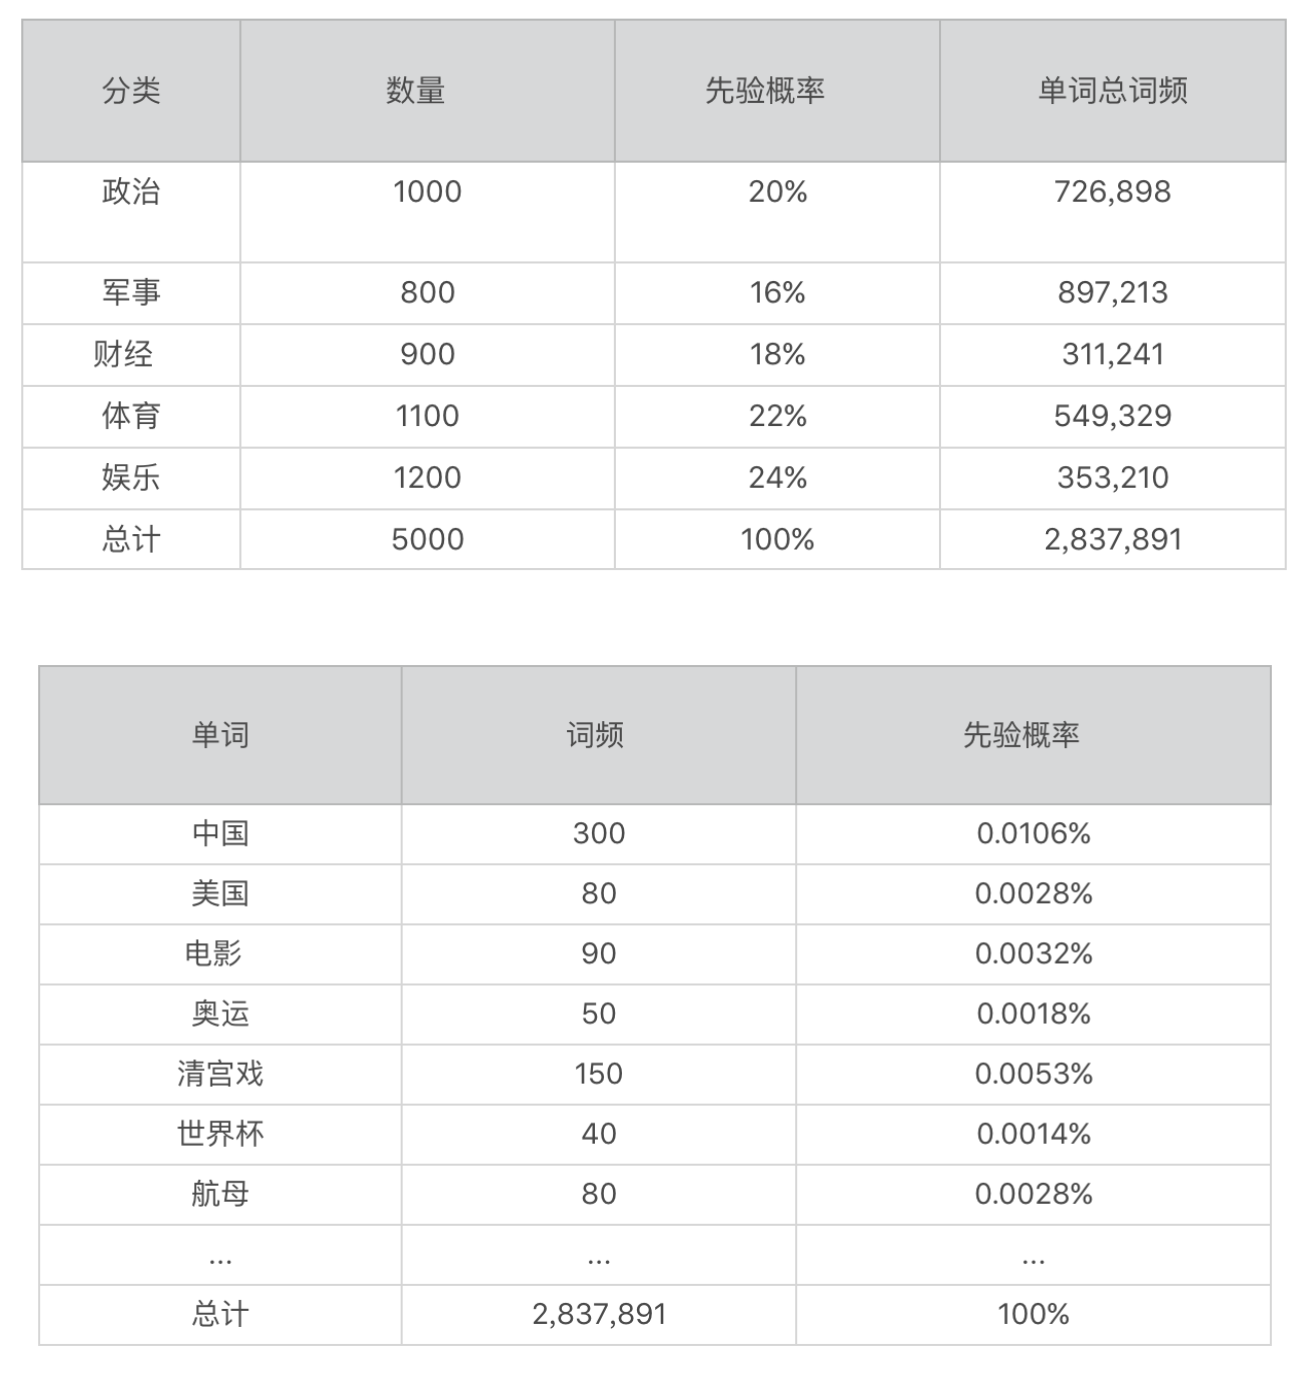 分类 数量 先验概率 单词总词频
政治 1000 20% 726,898
军事 800 16% 897,213
财经 900 18% 311,241
体育 1100 22% 549,329
娱乐 1200 24% 353,210
总计 5000 100% 2,837,891
单词 词频 先验概率
中国 300 0.0106%
美国 80 0.0028%
电影 90 0.0032%
奥运 50 0.0018%
清宫戏 150 0.0053%
世界杯 40 0.0014%
航母 80 0.0028%
... ... ...
总计 2,837,891 100%